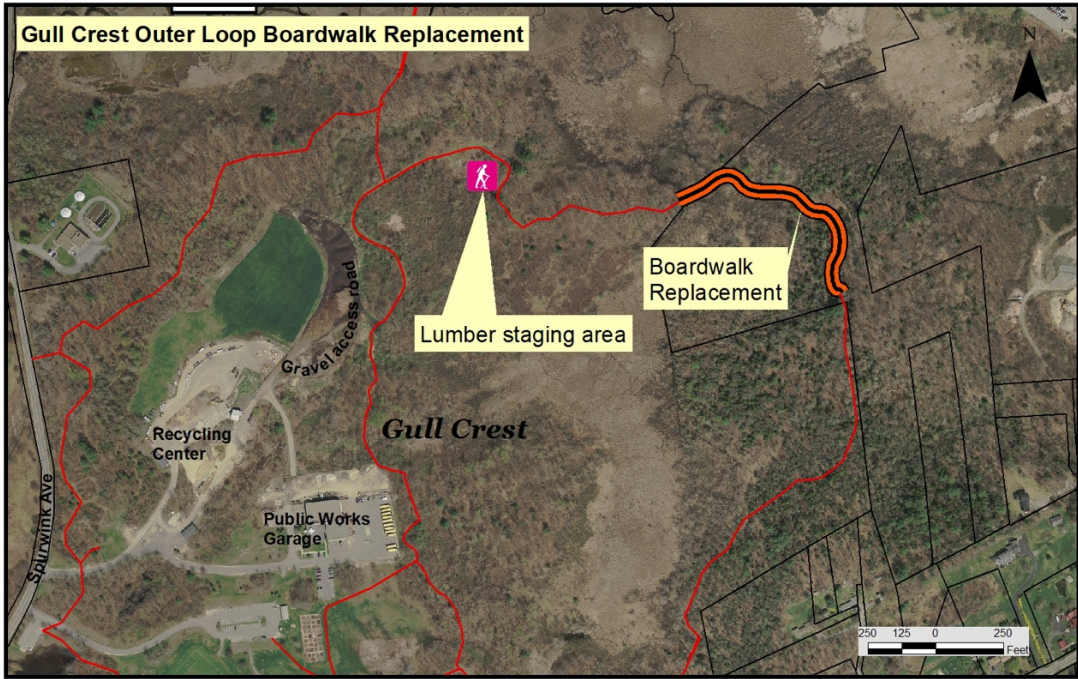 Gull Crest Outer Loop Boardwalk Replacement
N
Boardwalk
Replacement
Lumber staging area
Gravel access road
Gull Crest
Recycling
Center
Public Works
Garage
Spurwink Ave
250 125 0 250
Feet